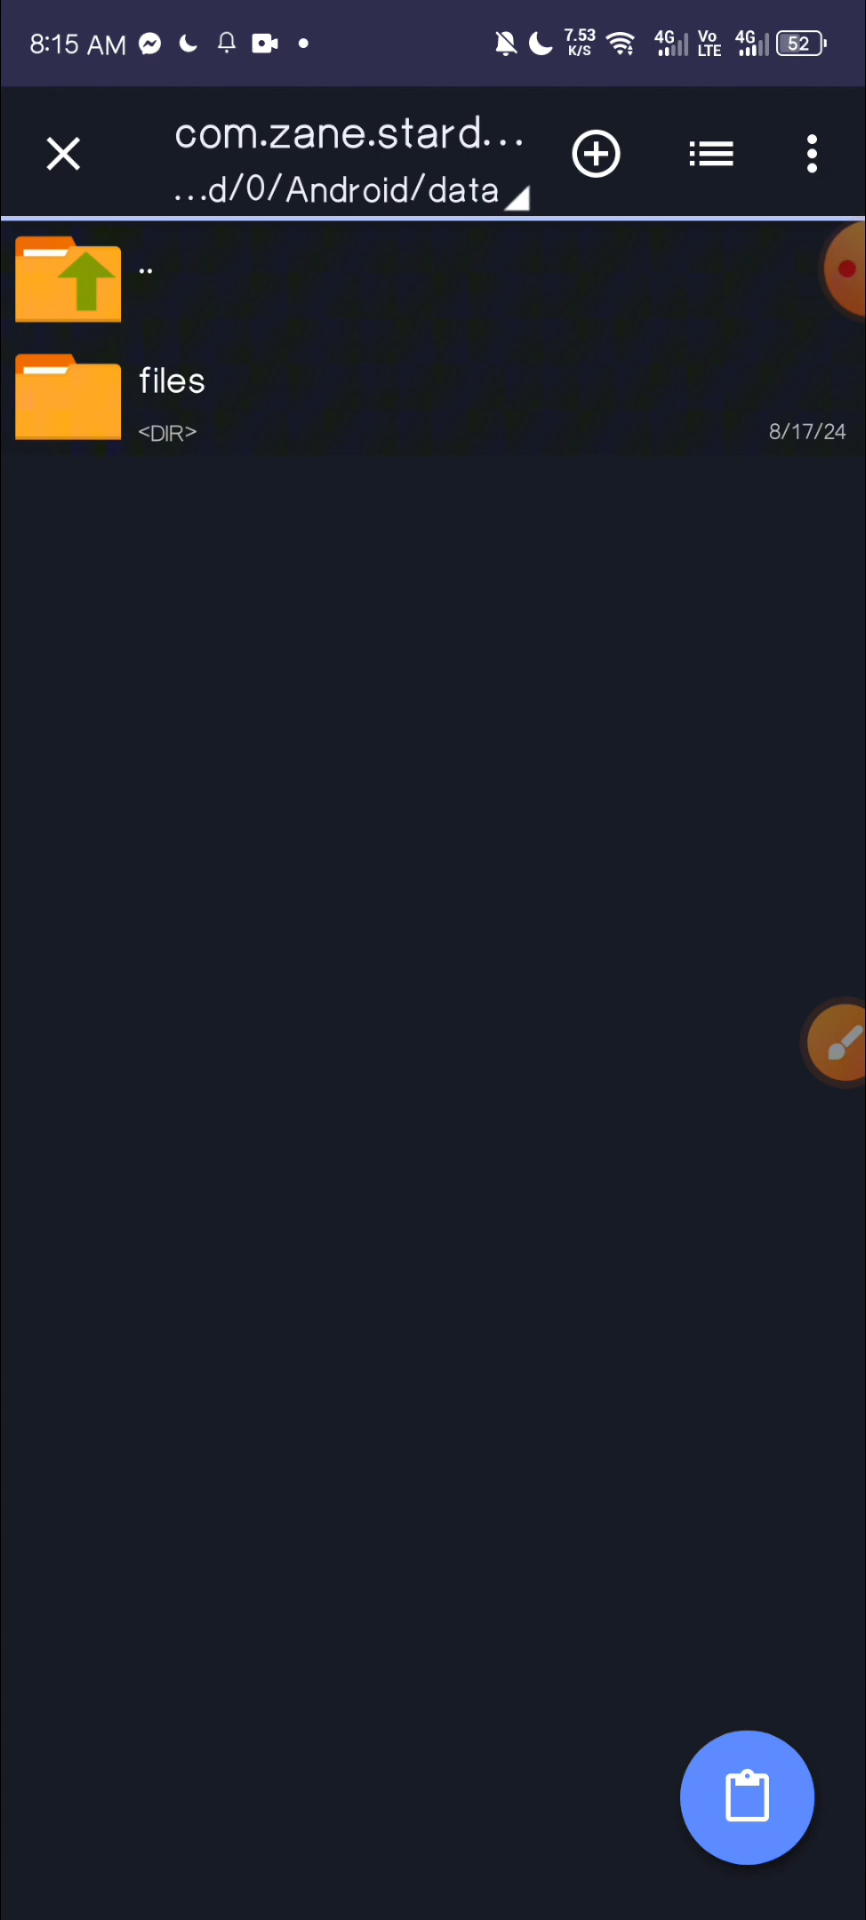 8:15 AM
7.53
K/S
4G
Vo
LTE
4G
52
com.zane.stard...
...d/0/Android/data
..
files
<DIR>
8/17/24